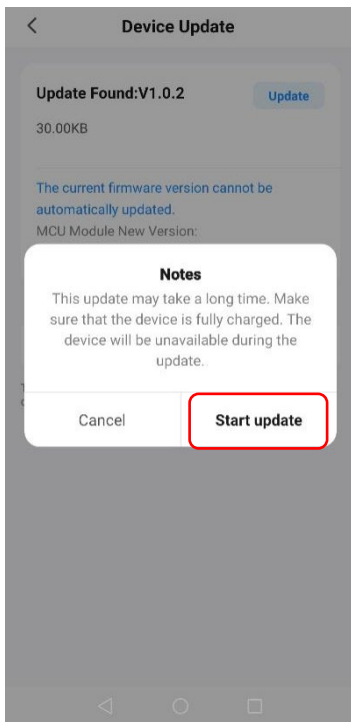 Device Update
Update Found:V1.0.2
Update
30.00KB
The current firmware version cannot be
automatically updated.
MCU Module New Version:
Notes
This update may take a long time. Make
sure that the device is fully charged. The
device will be unavailable during the
update.
Cancel
Start update